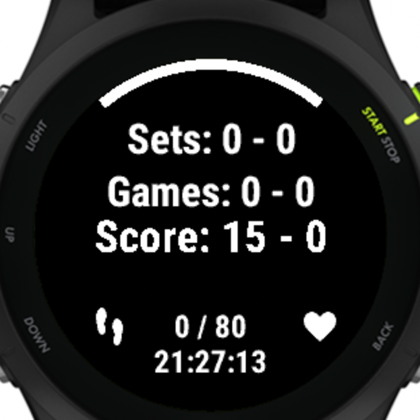 Sets: 0 - 0
LIGHT
START STOP
Games: 0 - 0
UP
Score: 15 - 0
DOWN
0 / 80
BACK
21:27:13